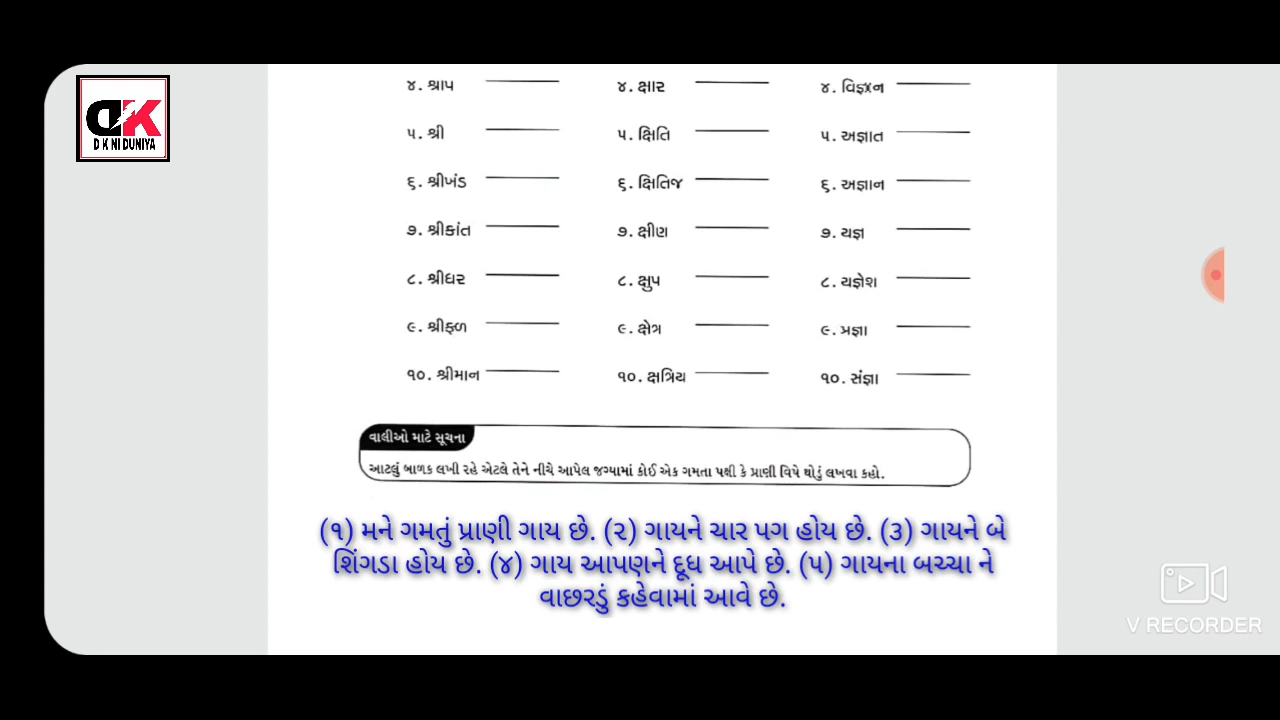 DK
D K NI DUNIYA
૪. શ્રાપ ૪. ક્ષાર ૪. વિજ્ઞાન
૫. શ્રી ૫. ક્ષિતિ ૫. અજ્ઞાત
૬. શ્રીખંડ ૬. ક્ષિતિજ ૬. અજ્ઞાન
૭. શ્રીકાંત ૭. ક્ષીણ ૭. યજ્ઞ
૮. શ્રીધર ૮. ક્ષુપ ૮. યજ્ઞેશ
૯. શ્રીફળ ૯. ક્ષેત્ર ૯. પ્રજ્ઞા
૧૦. શ્રીમાન ૧૦. ક્ષત્રિય ૧૦. સંજ્ઞા
વાલીઓ માટે સૂચના
આટલું બાળક લખી રહે એટલે તેને નીચે આપેલ જગ્યામાં કોઈ એક ગમતા પક્ષી કે પ્રાણી વિષે થોડું લખવા કહો.
(૧) મને ગમતું પ્રાણી ગાય છે. (૨) ગાયને ચાર પગ હોય છે. (૩) ગાયને બે
શિંગડા હોય છે. (૪) ગાય આપણને દૂધ આપે છે. (૫) ગાયના બચ્ચા ને
વાછરડું કહેવામાં આવે છે.
V RECORDER